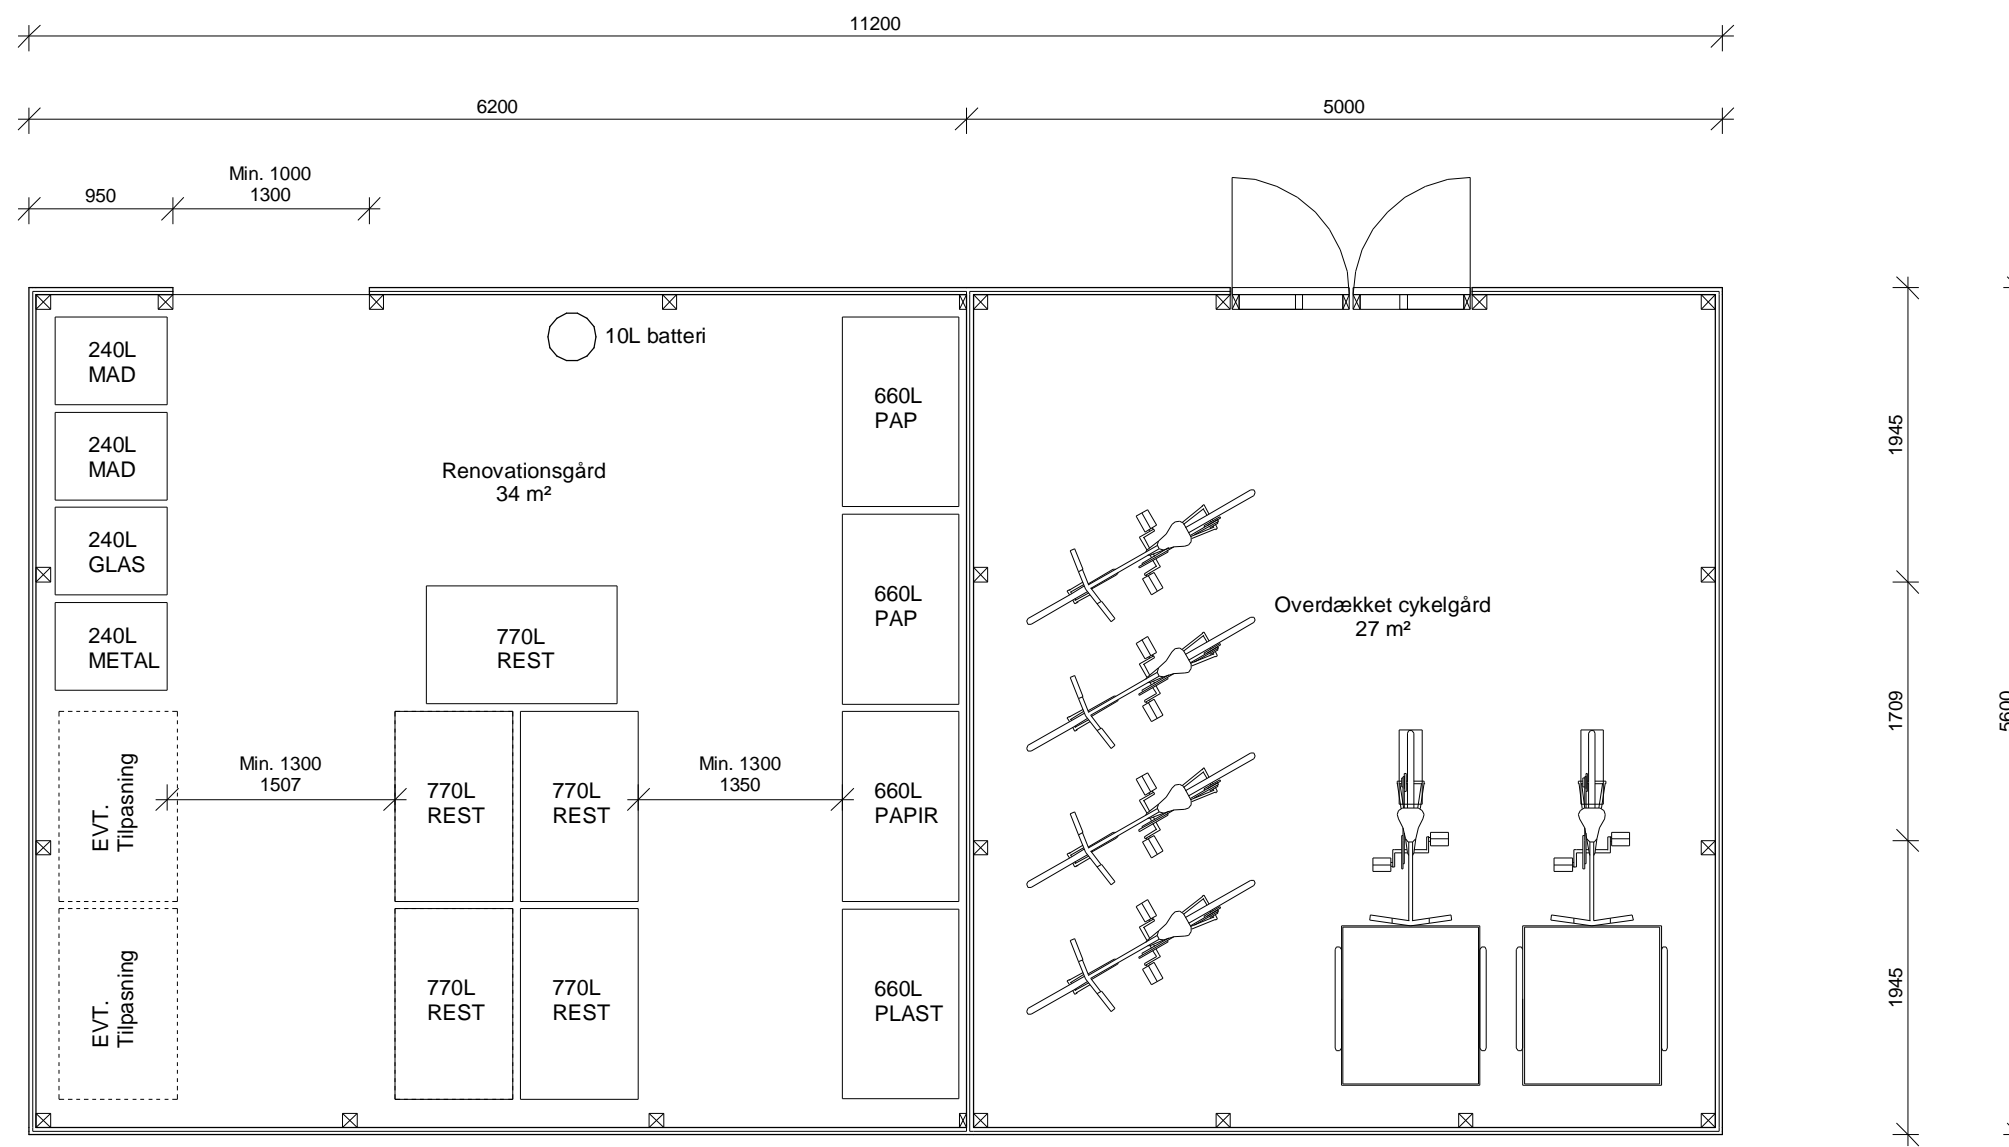 11200
6200
5000
Min. 1000
950
1300
10L batteri
240L
MAD
240L
MAD
240L
GLAS
240L
METAL
Renovationsgård
34 m²
660L
PAP
660L
PAP
660L
PAPIR
660L
PLAST
770L
REST
EVT.
Tilpasning
Min. 1300
1507
770L
REST
770L
REST
Min. 1300
1350
EVT.
Tilpasning
770L
REST
770L
REST
Overdækket cykelgård
27 m²
1945
1709
1945
5600